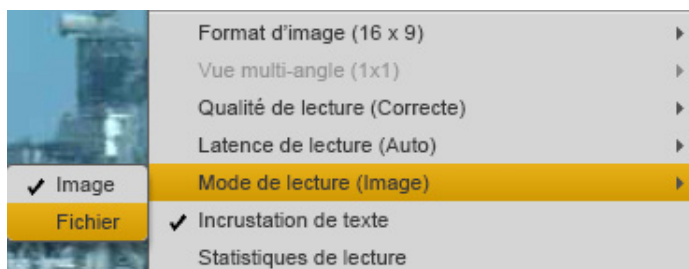 Format d'image (16 x 9)
Vue multi-angle (1x1)
Qualité de lecture (Correcte)
Latence de lecture (Auto)
Mode de lecture (Image)
✓ Image
Fichier
✓ Incrustation de texte
Statistiques de lecture